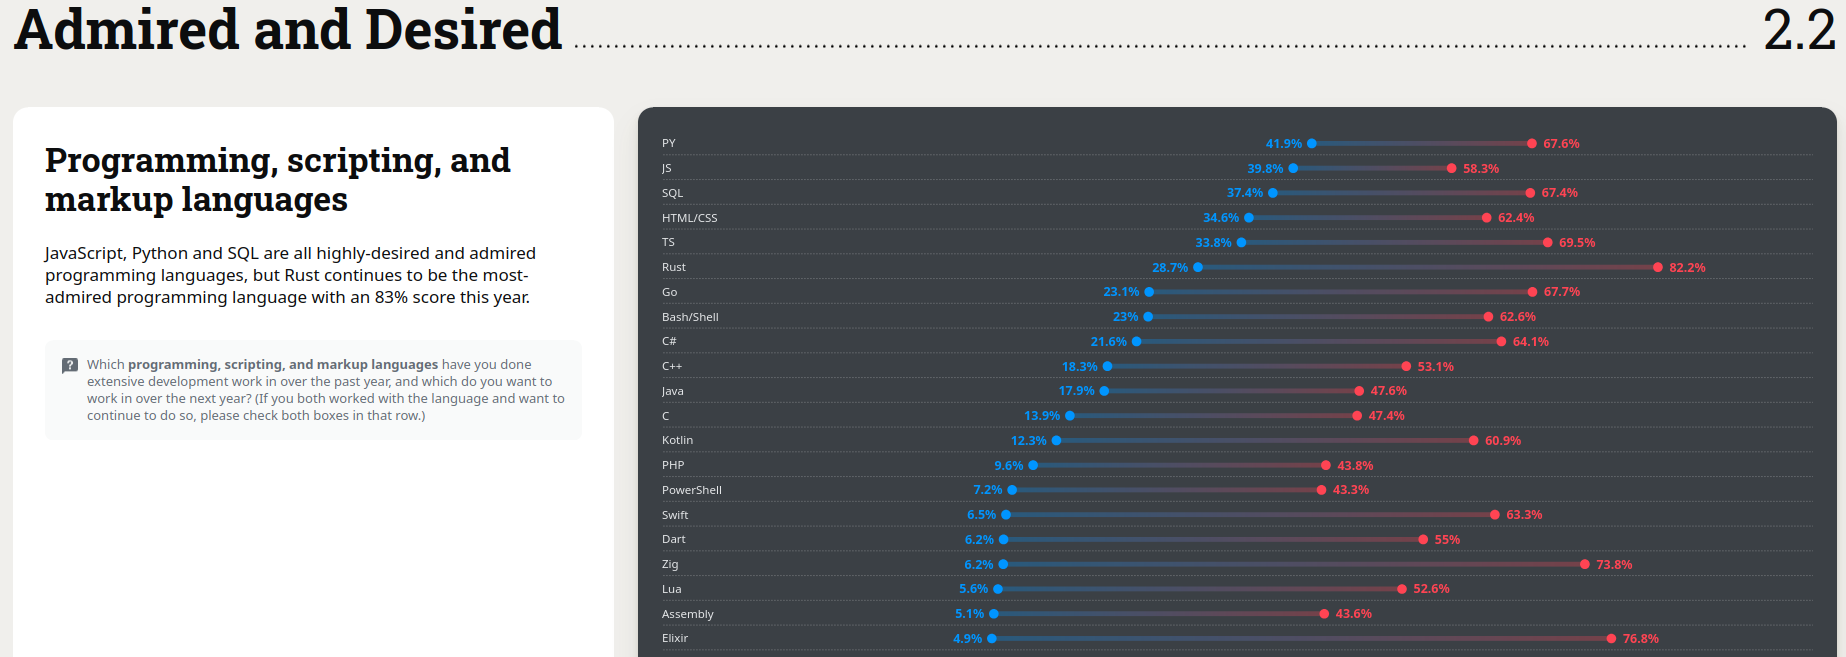 Admired and Desired 2.2
Programming, scripting, and
markup languages
JavaScript, Python and SQL are all highly-desired and admired
programming languages, but Rust continues to be the most-
admired programming language with an 83% score this year.
Which programming, scripting, and markup languages have you done
extensive development work in over the past year, and which do you want to
work in over the next year? (If you both worked with the language and want to
continue to do so, please check both boxes in that row.)
PY 41.9% 67.6%
JS 39.8% 58.3%
SQL 37.4% 67.4%
HTML/CSS 34.6% 62.4%
TS 33.8% 69.5%
Rust 28.7% 82.2%
Go 23.1% 67.7%
Bash/Shell 23% 62.6%
C# 21.6% 64.1%
C++ 18.3% 53.1%
Java 17.9% 47.6%
C 13.9% 47.4%
Kotlin 12.3% 60.9%
PHP 9.6% 43.8%
PowerShell 7.2% 43.3%
Swift 6.5% 63.3%
Dart 6.2% 55%
Zig 6.2% 73.8%
Lua 5.6% 52.6%
Assembly 5.1% 43.6%
Elixir 4.9% 76.8%